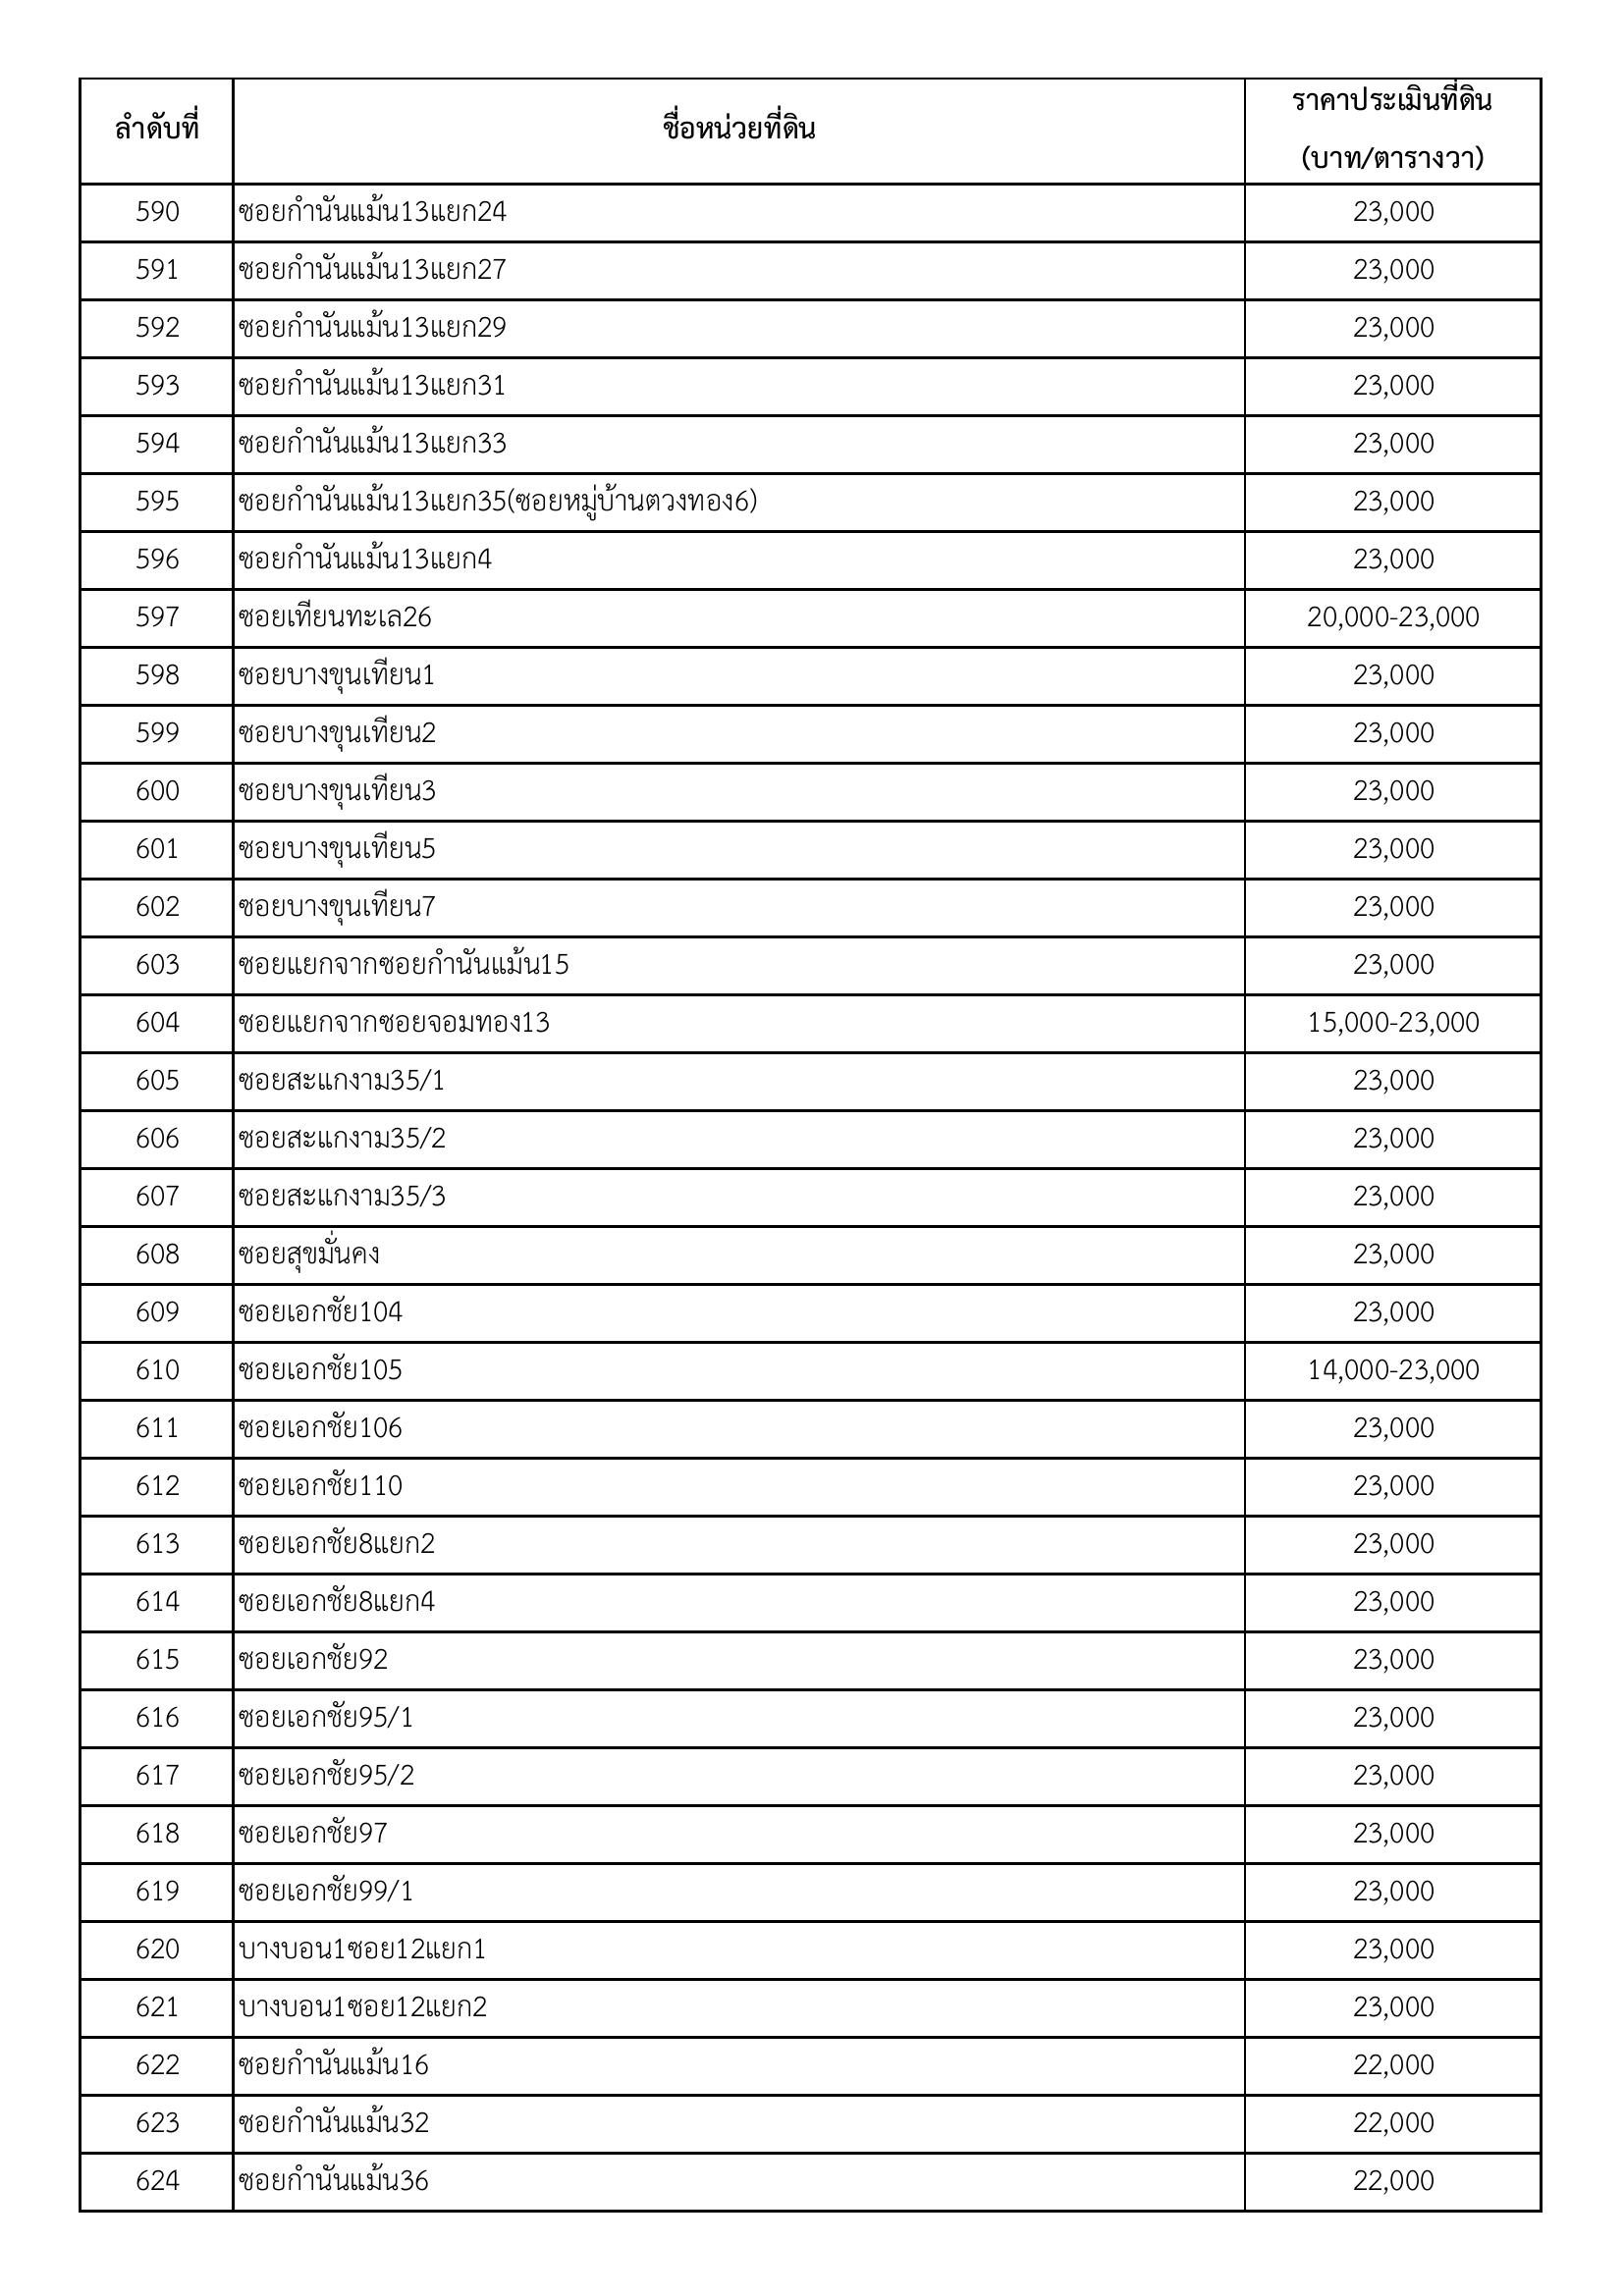 ลำดับที่ ชื่อหน่วยที่ดิน ราคาประเมินที่ดิน
(บาท/ตารางวา)
590 ซอยกำนันแม้น13แยก24 23,000
591 ซอยกำนันแม้น13แยก27 23,000
592 ซอยกำนันแม้น13แยก29 23,000
593 ซอยกำนันแม้น13แยก31 23,000
594 ซอยกำนันแม้น13แยก33 23,000
595 ซอยกำนันแม้น13แยก35(ซอยหมู่บ้านตวงทอง6) 23,000
596 ซอยกำนันแม้น13แยก4 23,000
597 ซอยเทียนทะเล26 20,000-23,000
598 ซอยบางขุนเทียน1 23,000
599 ซอยบางขุนเทียน2 23,000
600 ซอยบางขุนเทียน3 23,000
601 ซอยบางขุนเทียน5 23,000
602 ซอยบางขุนเทียน7 23,000
603 ซอยแยกจากซอยกำนันแม้น15 23,000
604 ซอยแยกจากซอยจอมทอง13 15,000-23,000
605 ซอยสะแกงาม35/1 23,000
606 ซอยสะแกงาม35/2 23,000
607 ซอยสะแกงาม35/3 23,000
608 ซอยสุขมั่นคง 23,000
609 ซอยเอกชัย104 23,000
610 ซอยเอกชัย105 14,000-23,000
611 ซอยเอกชัย106 23,000
612 ซอยเอกชัย110 23,000
613 ซอยเอกชัย8แยก2 23,000
614 ซอยเอกชัย8แยก4 23,000
615 ซอยเอกชัย92 23,000
616 ซอยเอกชัย95/1 23,000
617 ซอยเอกชัย95/2 23,000
618 ซอยเอกชัย97 23,000
619 ซอยเอกชัย99/1 23,000
620 บางบอน1ซอย12แยก1 23,000
621 บางบอน1ซอย12แยก2 23,000
622 ซอยกำนันแม้น16 22,000
623 ซอยกำนันแม้น32 22,000
624 ซอยกำนันแม้น36 22,000